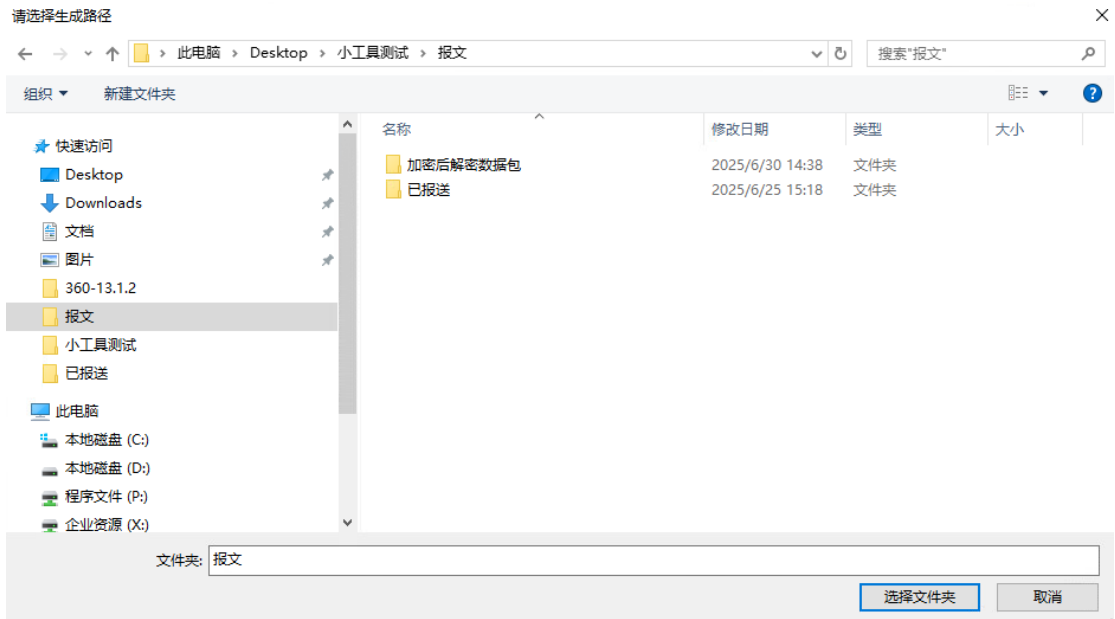 请选择生成路径
此电脑 Desktop 小工具测试 报文 搜索"报文"
组织 新建文件夹
名称 修改日期 类型 大小
快速访问
Desktop
Downloads
文档
图片
360-13.1.2
报文
小工具测试
已报送
此电脑
本地磁盘 (C:)
本地磁盘 (D:)
程序文件 (P:)
企业资源 (X:)
加密后解密数据包 2025/6/30 14:38 文件夹
已报送 2025/6/25 15:18 文件夹
文件夹: 报文
选择文件夹 取消